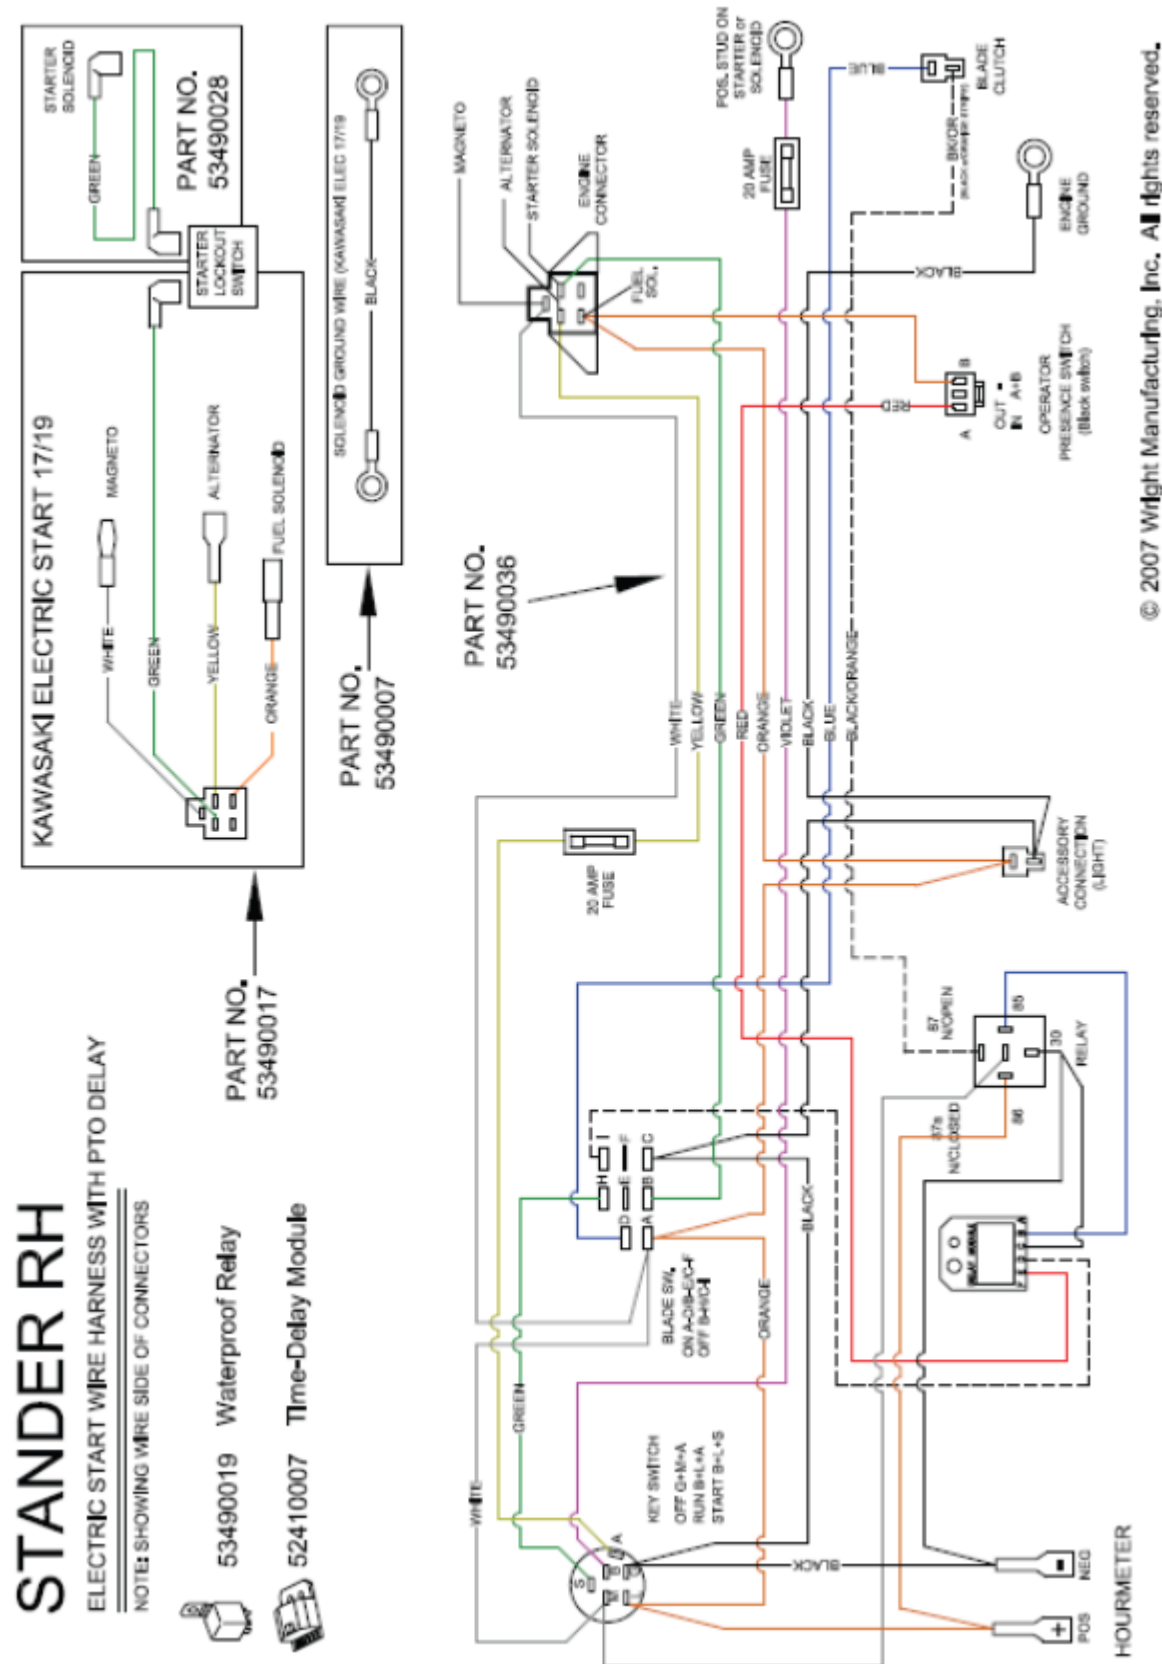 STANDER RH
ELECTRIC START WIRE HARNESS WITH PTO DELAY
NOTE: SHOWING WIRE SIDE OF CONNECTORS
53490019 Waterproof Relay
52410007 Time-Delay Module
KAWASAKI ELECTRIC START 17/19
WHITE
MAGNETO
GREEN
YELLOW
ALTERNATOR
ORANGE
FUEL SOLENOID
PART NO.
53490017
STARTER
SOLENOID
GREEN
PART NO.
53490028
STARTER
LOCKOUT
SWITCH
SOLENOID GROUND WIRE (KAWASAKI ELEC 17/19
BLACK
PART NO.
53490007
PART NO.
53490036
MAGNETO
ALTERNATOR
STARTER SOLENOID
ENGINE
CONNECTOR
FUEL
SOL.
POS. STUD ON
STARTER or
SOLENOID
20 AMP
FUSE
BLUE
BLADE
CLUTCH
BK/OR
BLACK
ENGINE
GROUND
RED
A
B
OUT -
IN A+B
OPERATOR
PRESENCE SWITCH
(Black switch)
20 AMP
FUSE
WHITE
YELLOW
GREEN
RED
ORANGE
VIOLET
BLACK
BLUE
BLACK/ORANGE
ACCESSORY
CONNECTION
(LIGHT)
87
N/OPEN
85
30
RELAY
86
87a
N/CLOSED
H
I
D
E
F
A
B
C
BLADE SW.
ON A-D/B-E/C-F
OFF B-H/C-I
BLACK
ORANGE
GREEN
WHITE
KEY SWITCH
OFF G+M+A
RUN B+L+A
START B+L+S
S
A
M
B
L
BLACK
DELAY MODULE
POS
NEG
HOURMETER
© 2007 Wright Manufacturing, Inc. All rights reserved.